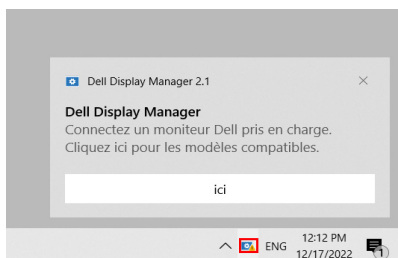 Dell Display Manager 2.1
Dell Display Manager
Connectez un moniteur Dell pris en charge.
Cliquez ici pour les modèles compatibles.
ici
ENG
12:12 PM
12/17/2022
1